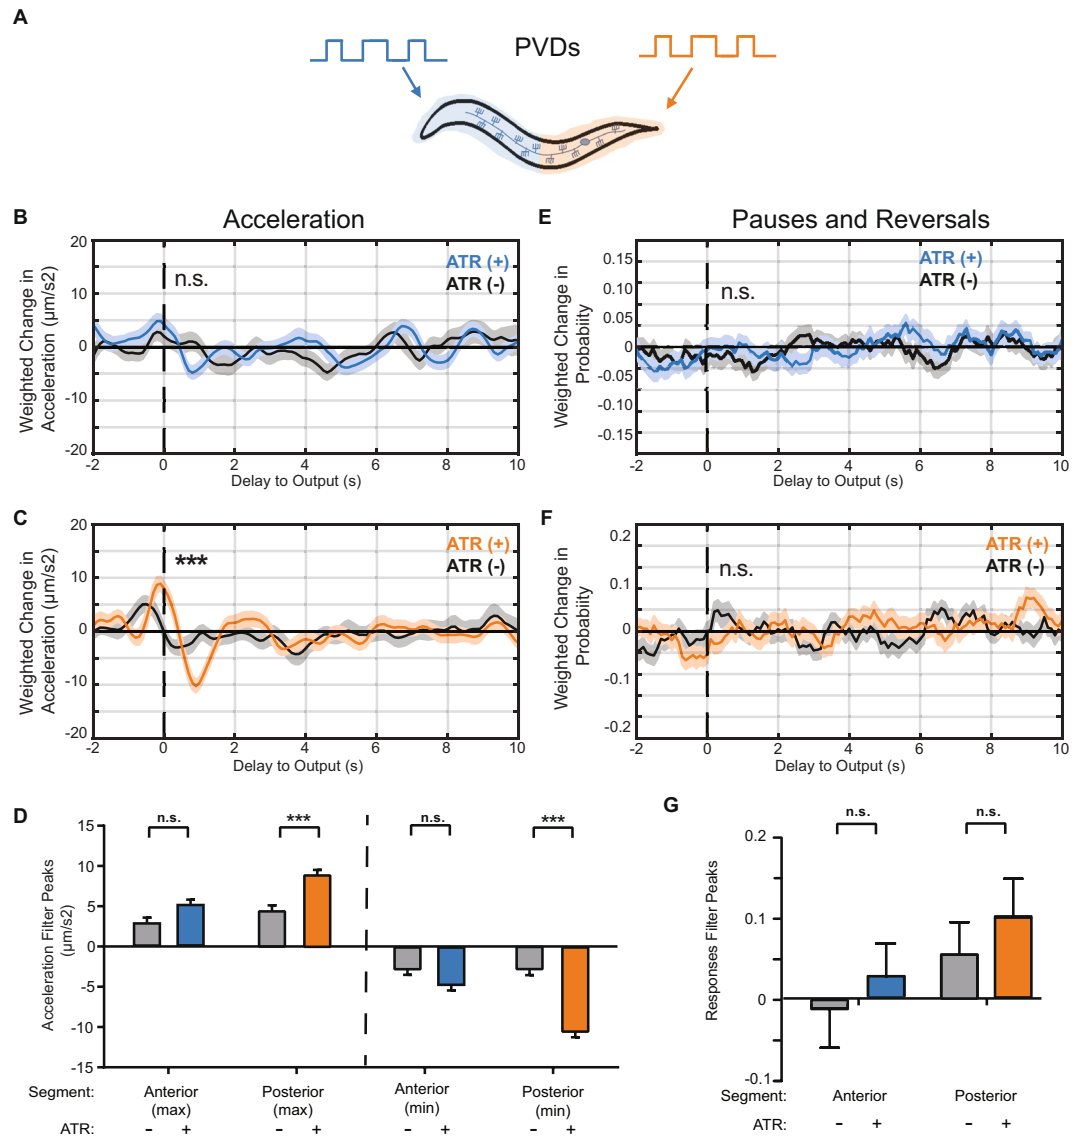 A
PVDs
B
Acceleration
20
10
0
-10
-20
Weighted Change in
Acceleration (µm/s2)
n.s.
ATR (+)
ATR (-)
-2
0
2
4
6
8
10
Delay to Output (s)
E
Pauses and Reversals
0.15
0.10
0.05
0
-0.05
-0.10
-0.15
Weighted Change in
Probabiity
n.s.
ATR (+)
ATR (-)
-2
0
2
4
6
8
10
Delay to Output (s)
C
20
10
0
-10
-20
Weighted Change in
Acceleration (µm/s2)
***
ATR (+)
ATR (-)
-2
0
2
4
6
8
10
Delay to Output (s)
F
0.2
0.1
0
-0.1
-0.2
Weighted Change in
Probabiity
n.s.
ATR (+)
ATR (-)
-2
0
2
4
6
8
10
Delay to Output (s)
D
15
10
5
0
-5
-10
-15
Acceleration Filter Peaks
(µm/s2)
n.s.
***
n.s.
***
Segment:
Anterior
(max)
Posterior
(max)
Anterior
(min)
Posterior
(min)
ATR:
- + - + - + - +
G
0.2
0.1
0
-0.1
Responses Filter Peaks
n.s.
n.s.
Segment:
Anterior
Posterior
ATR:
- + - +